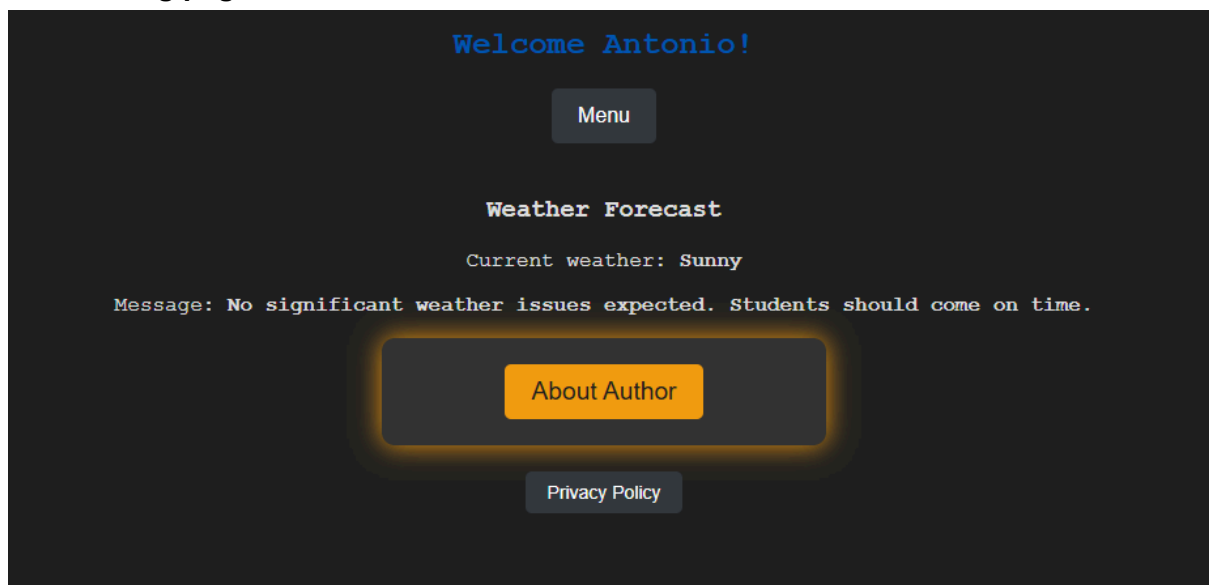 Welcome Antonio!
Menu
Weather Forecast
Current weather: Sunny
Message: No significant weather issues expected. Students should come on time.
About Author
Privacy Policy